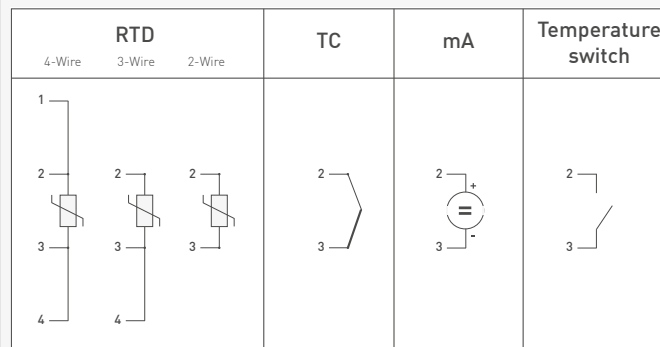 RTD
4-Wire 3-Wire 2-Wire
TC
mA
Temperature
switch
1
2 2 2 2 2 2
+
=
-
3 3 3 3 3 3
4 4